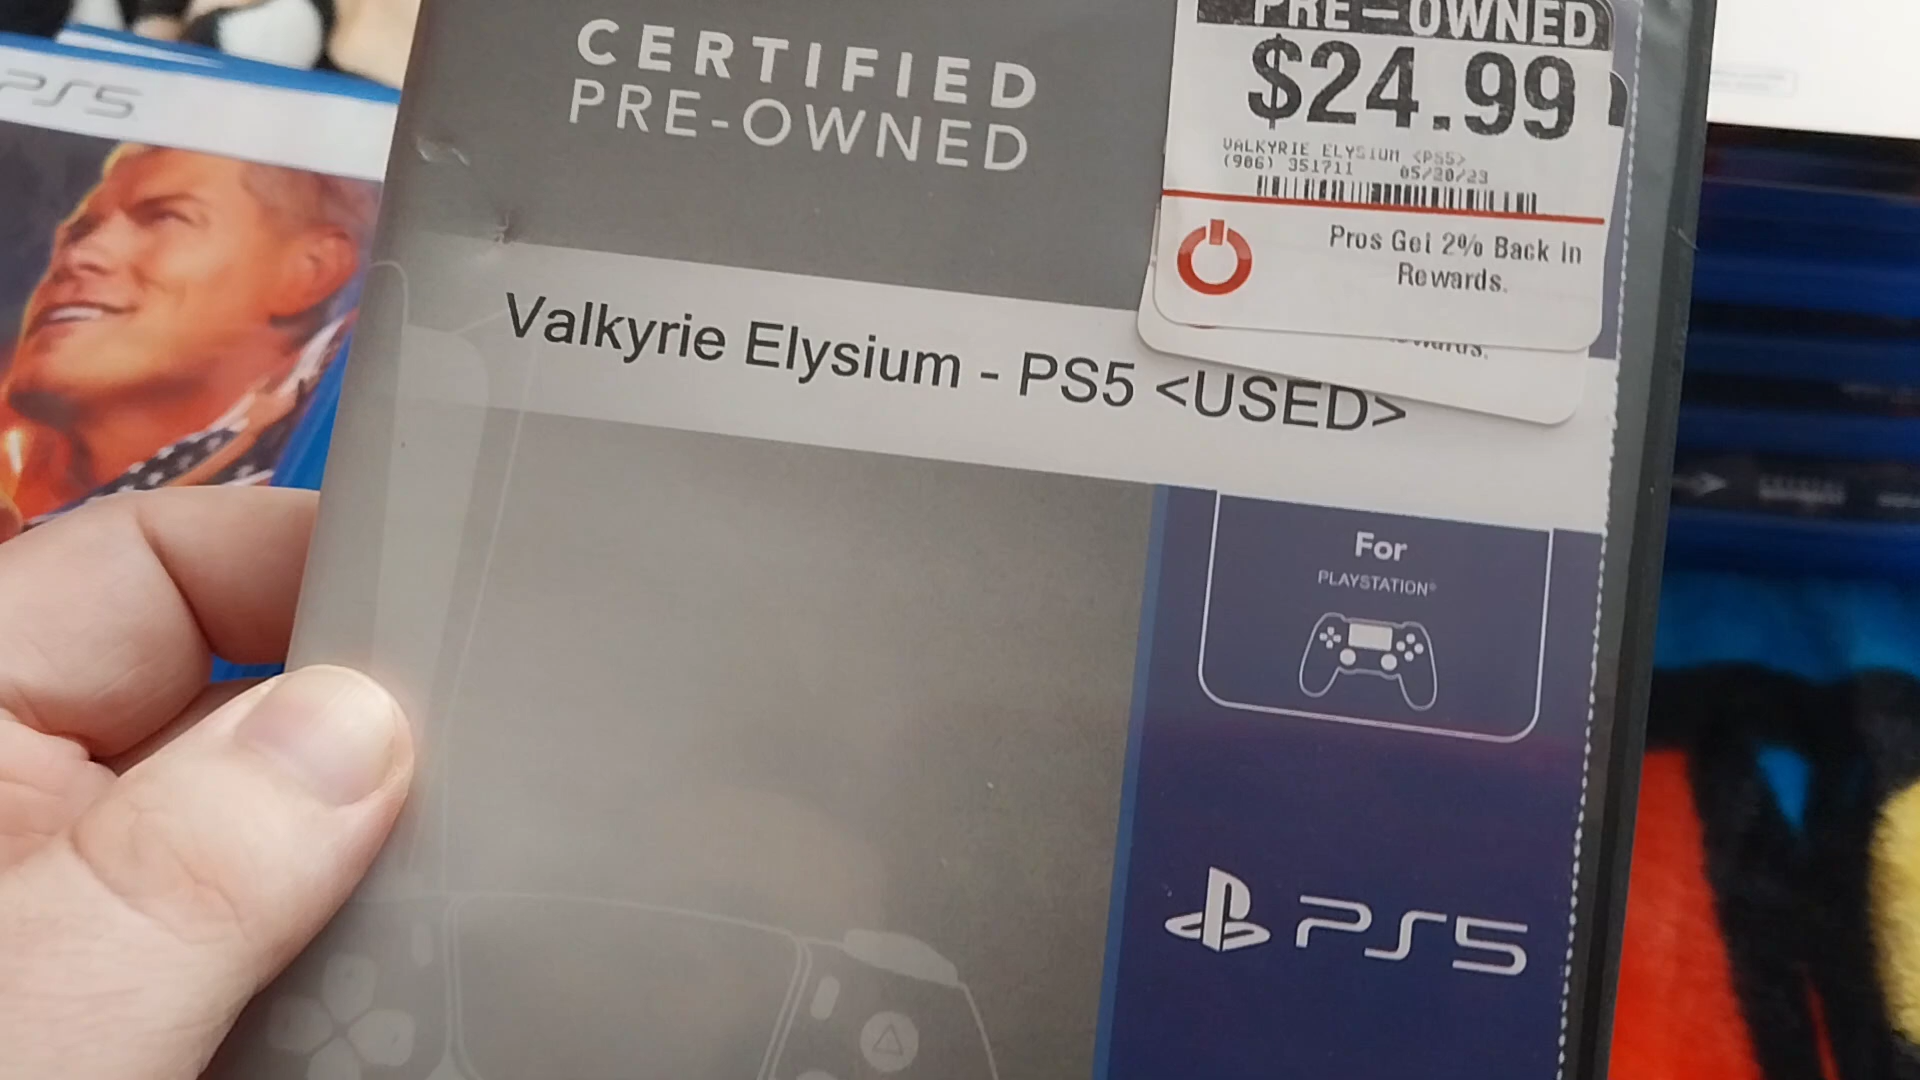 PS5
CERTIFIED
PRE-OWNED
PRE-OWNED
$24.99
VALKYRIE ELYSIUM <PS5>
(986) 351711 05/20/23
Pros Get 2% Back in
Rewards.
Valkyrie Elysium - PS5 <USED>
For
PLAYSTATION®
PS5